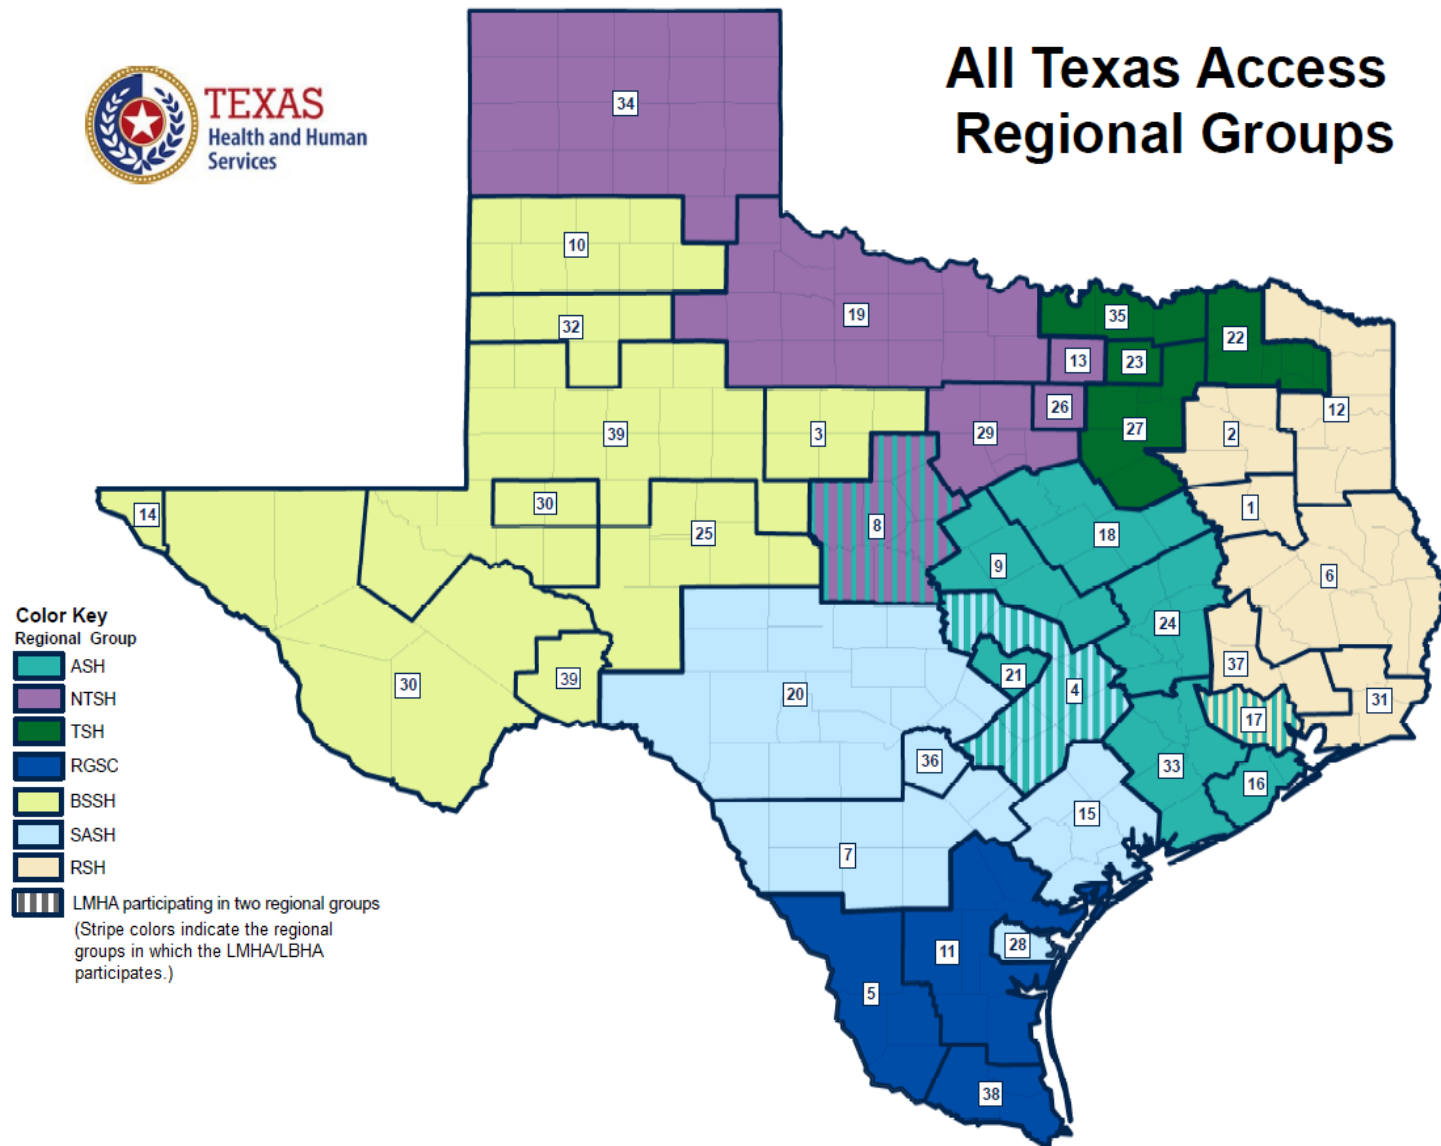 All Texas Access
Regional Groups
TEXAS
Health and Human
Services
34
10
32
19
35
22
13
23
12
26
39
3
29
27
2
14
30
25
8
18
1
9
6
24
37
21
4
39
30
20
31
17
36
33
16
15
7
28
11
5
38
Color Key
Regional Group
ASH
NTSH
TSH
RGSC
BSSH
SASH
RSH
LMHA participating in two regional groups
(Stripe colors indicate the regional
groups in which the LMHA/LBHA
participates.)